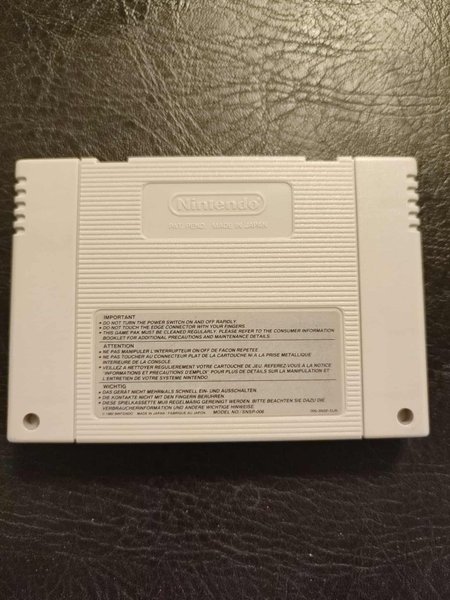 Nintendo
PAT. PEND. MADE IN JAPAN
IMPORTANT
• DO NOT TURN THE POWER SWITCH ON AND OFF RAPIDLY.
• DO NOT TOUCH THE EDGE CONNECTOR WITH YOUR FINGERS.
• THIS GAME PAK MUST BE CLEANED REGULARLY. PLEASE REFER TO THE CONSUMER INFORMATION
BOOKLET FOR ADDITIONAL PRECAUTIONS AND MAINTENANCE DETAILS.
ATTENTION
• NE PAS MANIPULER L'INTERRUPTEUR ON/OFF DE FACON REPETEE.
• NE PAS TOUCHER AU CONNECTEUR PLAT DE LA CARTOUCHE NI A LA PRISE METALLIQUE
INTERIEURE DE LA CONSOLE.
• VEILLEZ A NETTOYER REGULIEREMENT VOTRE CARTOUCHE DE JEU. REFEREZ-VOUS A LA NOTICE
"INFORMATIONS ET PRECAUTIONS D'EMPLOI" POUR PLUS DE DETAILS SUR LA MANIPULATION ET
L'ENTRETIEN DE VOTRE SYSTEME NINTENDO.
WICHTIG
• DAS GERÄT NICHT MEHRMALS SCHNELL EIN- UND AUSSCHALTEN.
• DIE KONTAKTE NICHT MIT DEN FINGERN BERUHREN.
• DIESE SPIELKASSETTE MUß REGELMÄßIG GEREINIGT WERDEN. BITTE BEACHTEN SIE DAZU DIE
VERBRAUCHERINFORMATION UND ANDERE WICHTIGE HINWEISE.
MADE IN JAPAN / FABRIQUE AU JAPON MODEL NO.: SNSP-006